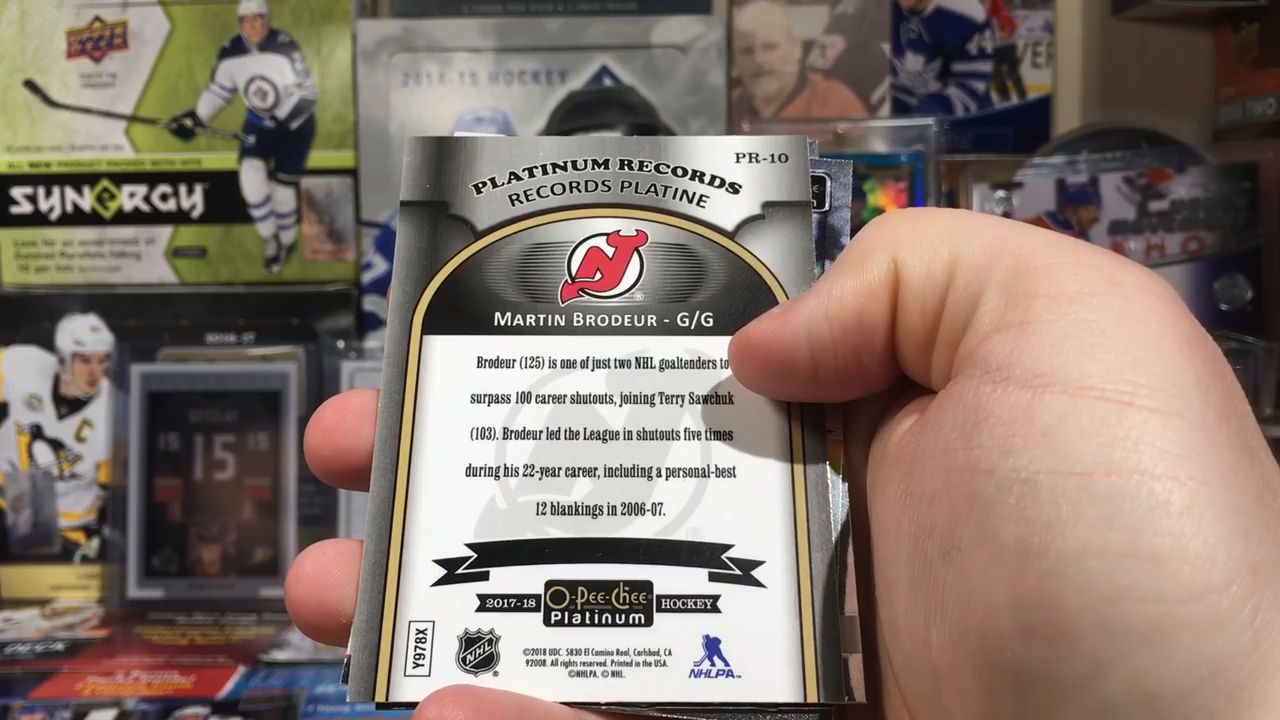 2014-15 HOCKEY
SYNERGY
PR-10
PLATINUM RECORDS
RECORDS PLATINE
MARTIN BRODEUR - G/G
Brodeur (125) is one of just two NHL goaltenders to
surpass 100 career shutouts, joining Terry Sawchuk
(103). Brodeur led the League in shutouts five times
during his 22-year career, including a personal-best
12 blankings in 2006-07.
2017-18 O-Pee-Chee HOCKEY
Platinum
Y978X
NHL
©2018 UDC. 5830 El Camino Real, Carlsbad, CA
92008. All rights reserved. Printed in the USA.
©NHLPA. © NHL.
NHLPA
15 15 15
C